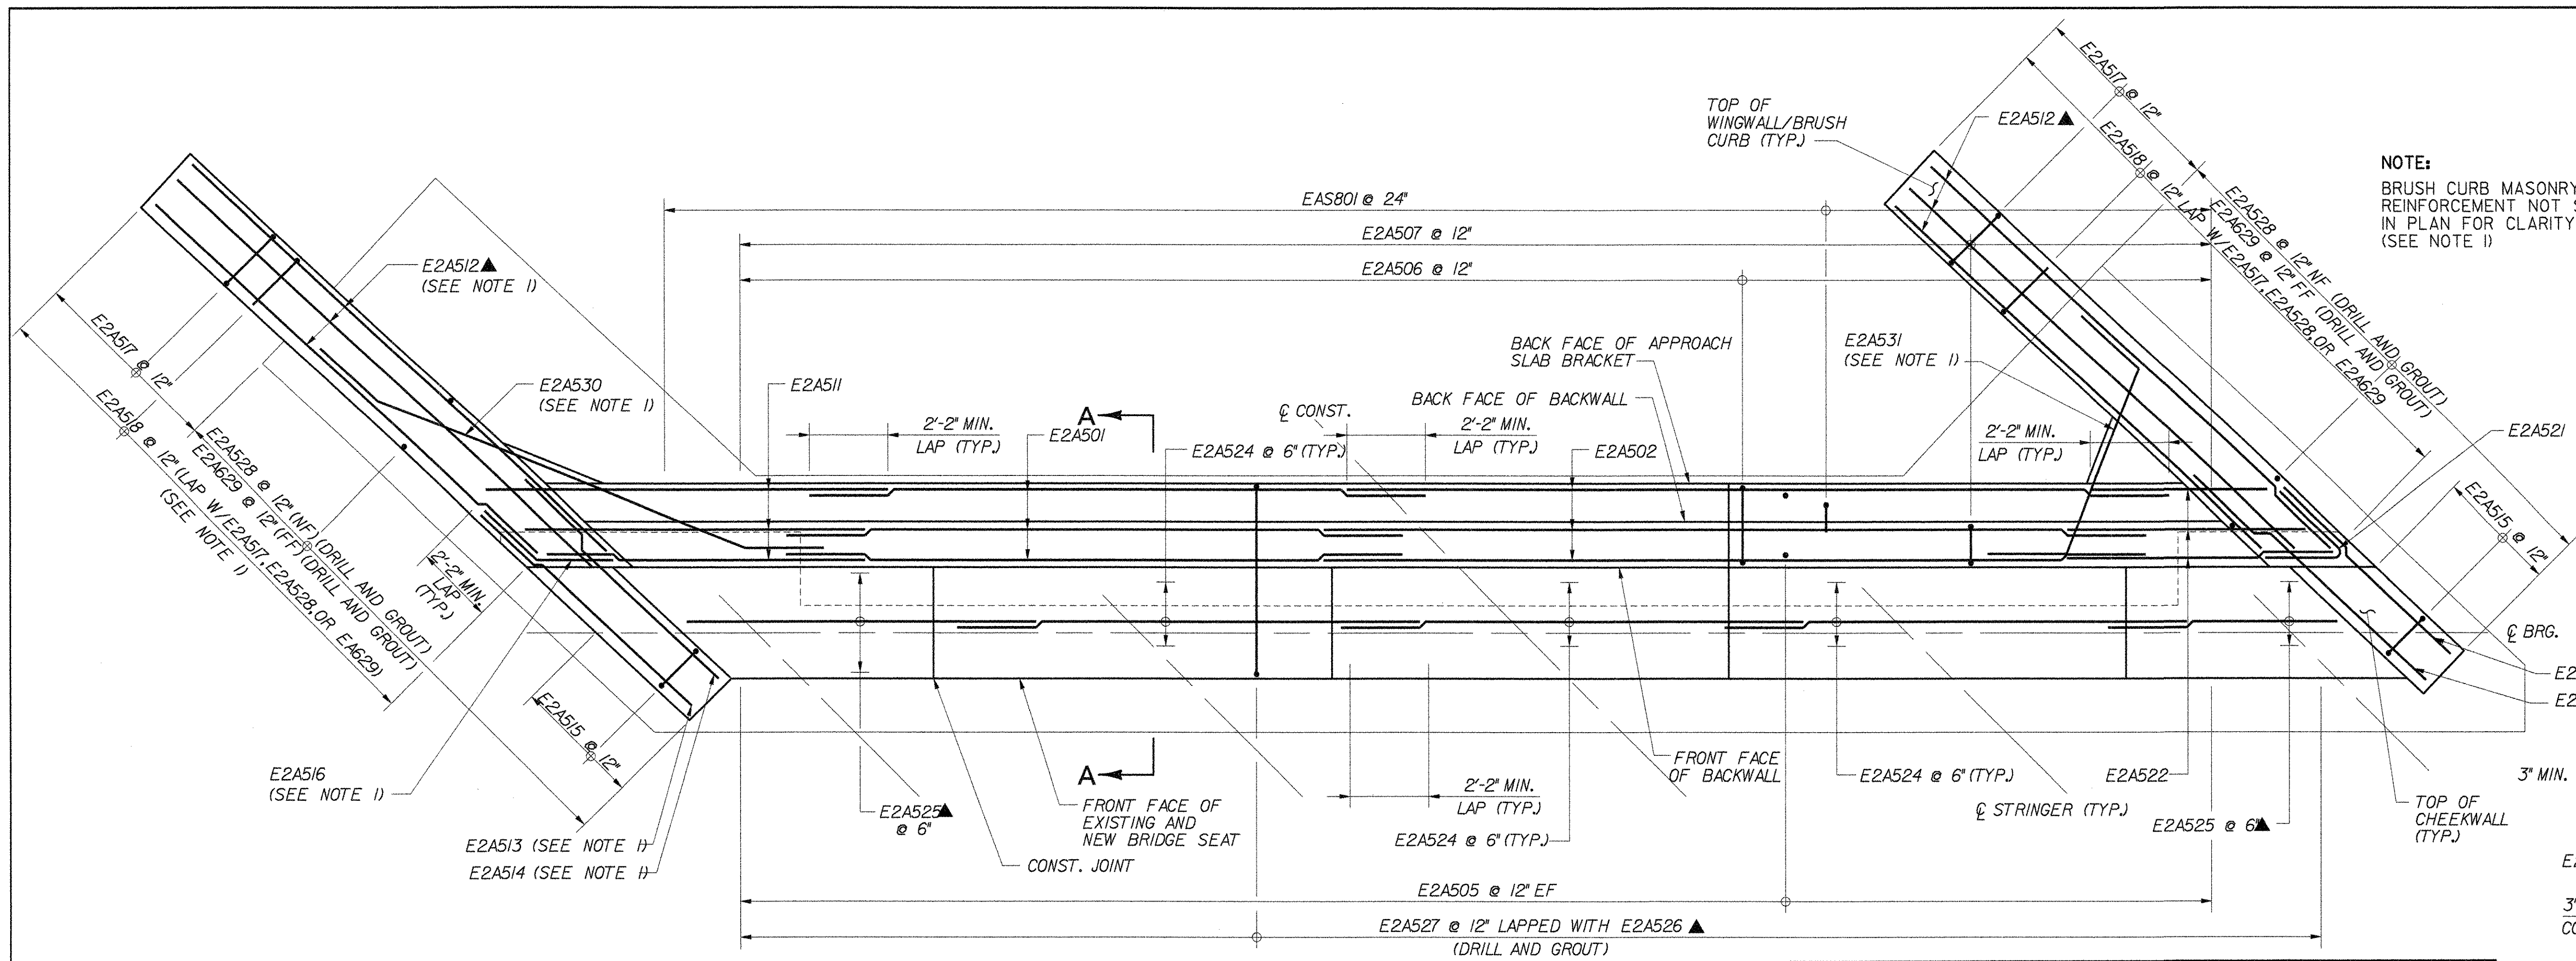 E2A517 @ 12"
E2A518 @ 12" LAP W/E2A517, E2A528, OR E2A629
E2A528 @ 12" NF (DRILL AND GROUT)
E2A629 @ 12" FF (DRILL AND GROUT)
TOP OF
WINGWALL/BRUSH
CURB (TYP.)
E2A512▲
NOTE:
BRUSH CURB MASONRY
REINFORCEMENT NOT S
IN PLAN FOR CLARITY
(SEE NOTE 1)
EAS801 @ 24"
E2A507 @ 12"
E2A506 @ 12"
E2A512▲
(SEE NOTE 1)
E2A517 @ 12"
E2A518 @ 12" (LAP W/E2A517, E2A528, OR EA629)
(SEE NOTE 1)
E2A528 @ 12" (NF) (DRILL AND GROUT)
E2A629 @ 12" (FF) (DRILL AND GROUT)
E2A530
(SEE NOTE 1)
E2A511
2'-2" MIN.
LAP (TYP.)
A
E2A501
E2A524 @ 6" (TYP.)
℄ CONST.
2'-2" MIN.
LAP (TYP.)
BACK FACE OF APPROACH
SLAB BRACKET
BACK FACE OF BACKWALL
E2A502
E2A531
(SEE NOTE 1)
2'-2" MIN.
LAP (TYP.)
E2A521
E2A515 @ 12"
2'-2" MIN.
LAP
(TYP.)
℄ BRG.
E2
E2
E2A515 @ 12"
E2A516
(SEE NOTE 1)
E2A513 (SEE NOTE 1)
E2A514 (SEE NOTE 1)
A
E2A525▲
@ 6"
FRONT FACE OF
EXISTING AND
NEW BRIDGE SEAT
CONST. JOINT
2'-2" MIN.
LAP (TYP.)
E2A524 @ 6" (TYP.)
FRONT FACE
OF BACKWALL
E2A524 @ 6" (TYP.)
℄ STRINGER (TYP.)
E2A522
E2A525 @ 6"▲
TOP OF
CHEEKWALL
(TYP.)
3" MIN.
E2
3"
CO
E2A505 @ 12" EF
E2A527 @ 12" LAPPED WITH E2A526 ▲
(DRILL AND GROUT)